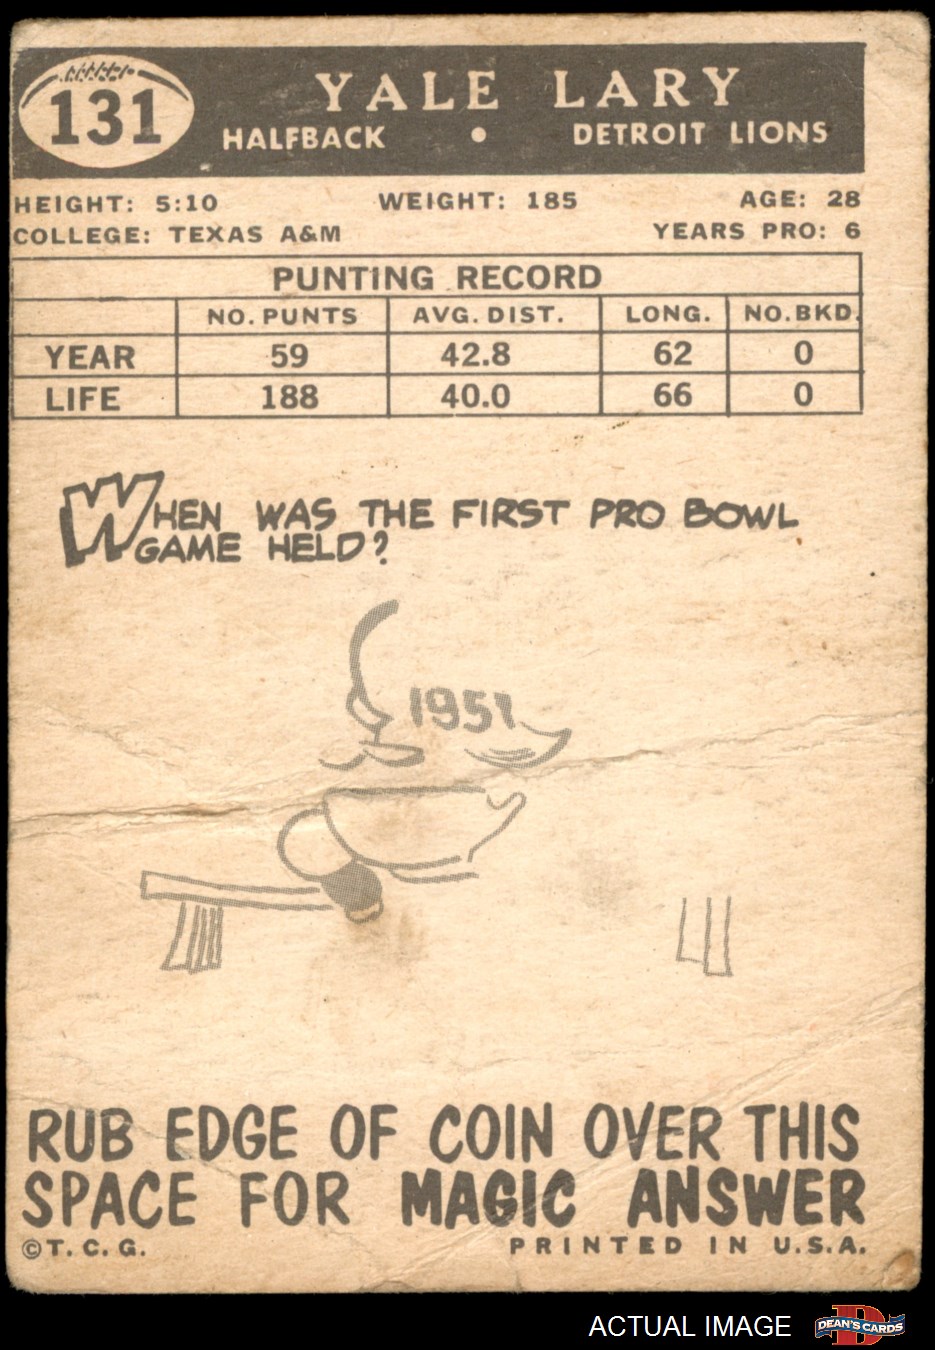 131
YALE LARY
HALFBACK • DETROIT LIONS
HEIGHT: 5:10 WEIGHT: 185 AGE: 28
COLLEGE: TEXAS A&M YEARS PRO: 6
PUNTING RECORD
NO. PUNTS AVG. DIST. LONG. NO. BKD.
YEAR 59 42.8 62 0
LIFE 188 40.0 66 0
WHEN WAS THE FIRST PRO BOWL
GAME HELD?
1951
RUB EDGE OF COIN OVER THIS
SPACE FOR MAGIC ANSWER
© T. C. G. PRINTED IN U.S.A.
ACTUAL IMAGE
D
DEAN'S CARDS